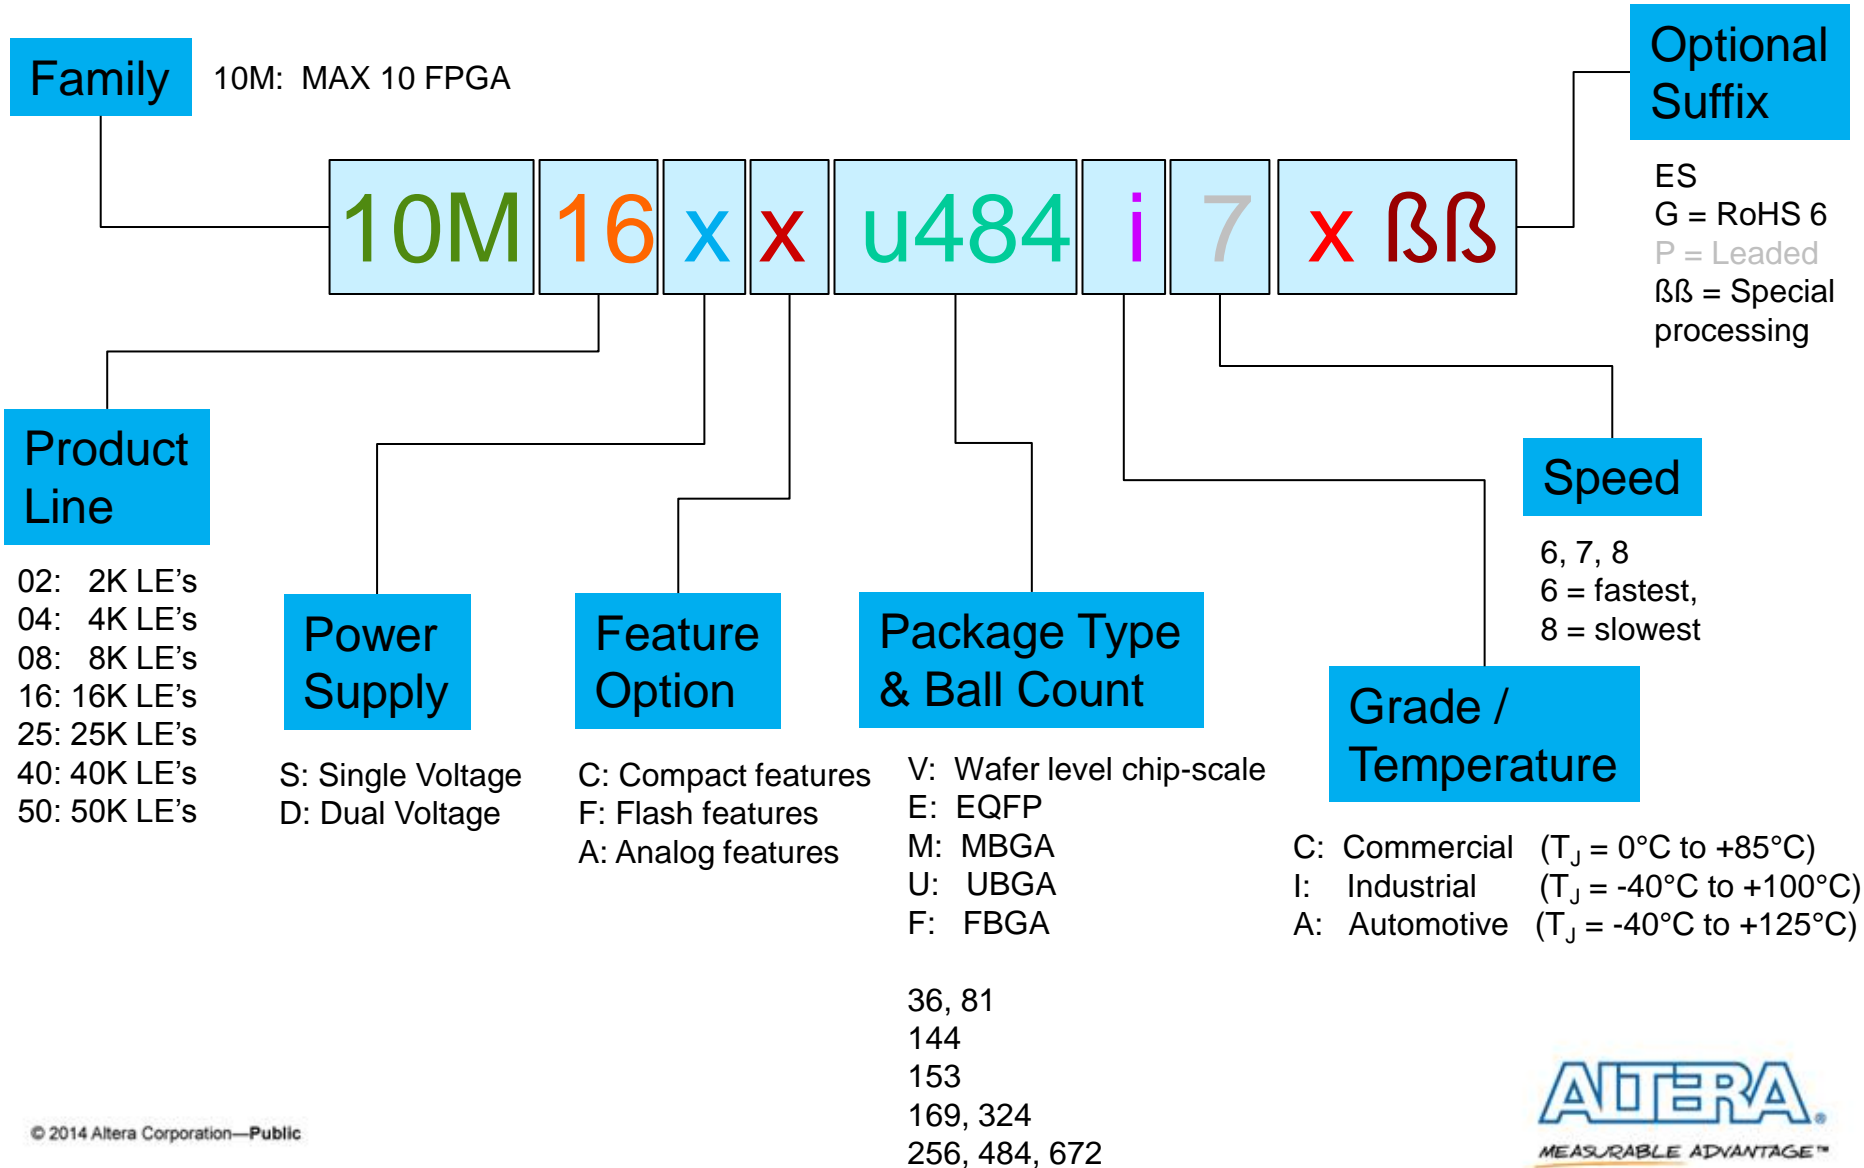 Family
10M: MAX 10 FPGA
Optional
Suffix
ES
G = RoHS 6
P = Leaded
ßß = Special
processing
10M 16 x x u484 i 7 x ßß
Product
Line
02: 2K LE’s
04: 4K LE’s
08: 8K LE’s
16: 16K LE’s
25: 25K LE’s
40: 40K LE’s
50: 50K LE’s
Power
Supply
S: Single Voltage
D: Dual Voltage
Feature
Option
C: Compact features
F: Flash features
A: Analog features
Package Type
& Ball Count
V: Wafer level chip-scale
E: EQFP
M: MBGA
U: UBGA
F: FBGA
36, 81
144
153
169, 324
256, 484, 672
Speed
6, 7, 8
6 = fastest,
8 = slowest
Grade /
Temperature
C: Commercial (TJ = 0°C to +85°C)
I: Industrial (TJ = -40°C to +100°C)
A: Automotive (TJ = -40°C to +125°C)
© 2014 Altera Corporation—Public
ALTERA®
MEASURABLE ADVANTAGE™